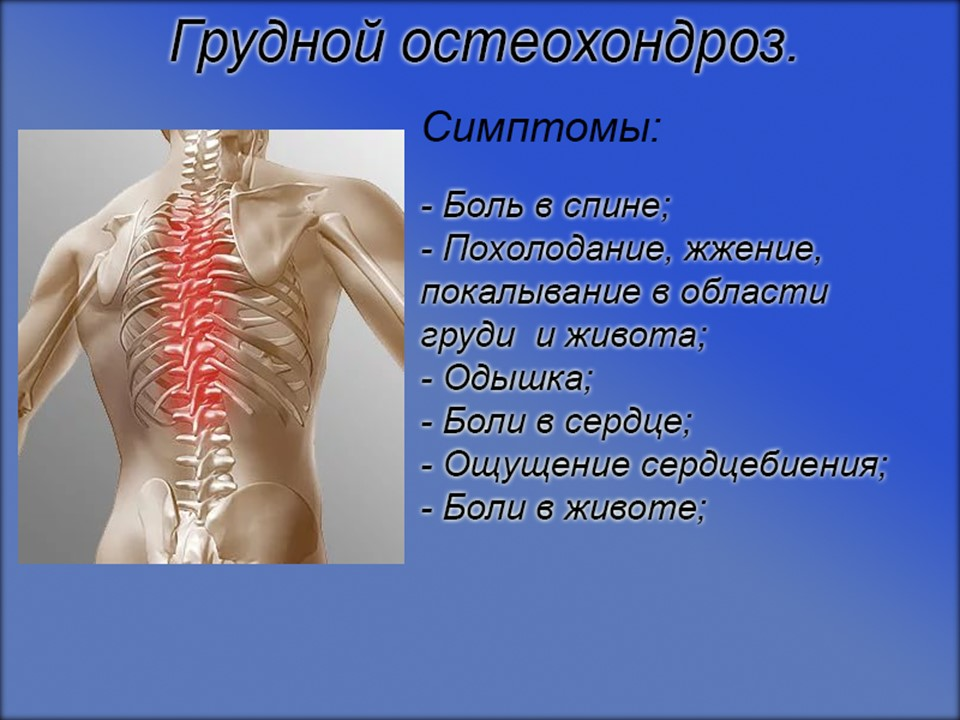 Грудной остеохондроз.
Симптомы:
- Боль в спине;
- Похолодание, жжение,
покалывание в области
груди и живота;
- Одышка;
- Боли в сердце;
- Ощущение сердцебиения;
- Боли в животе;